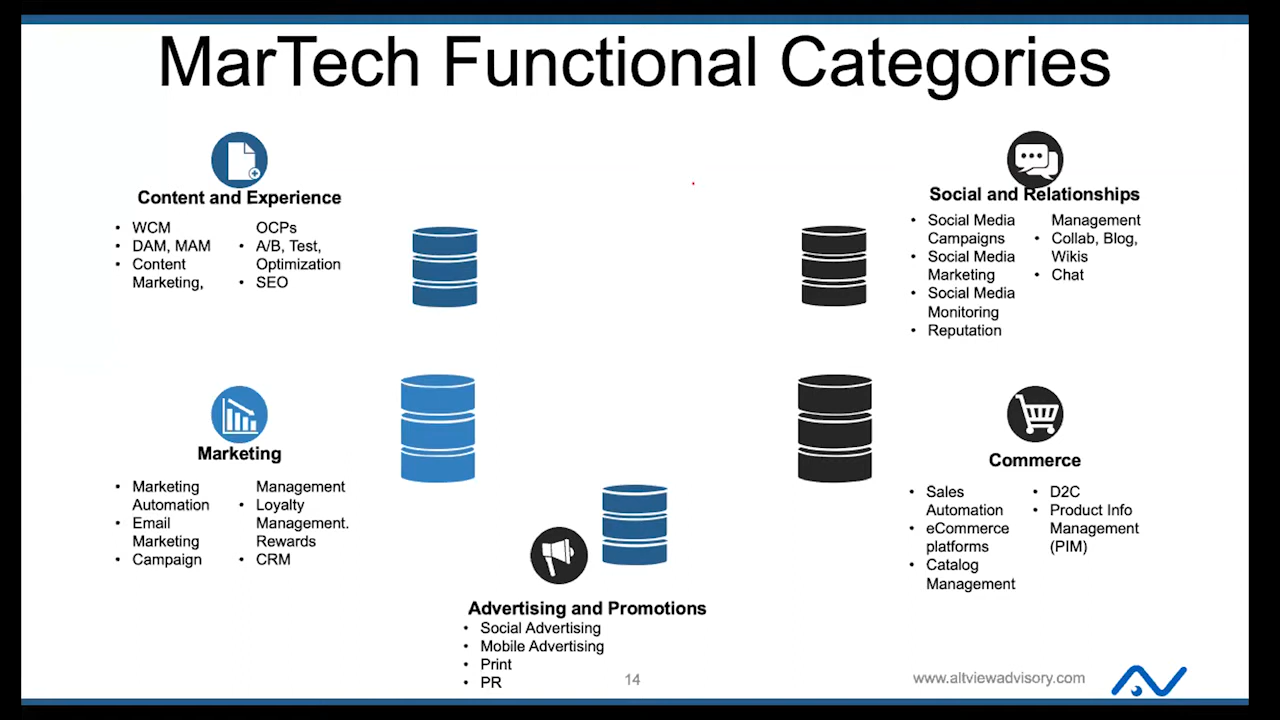 MarTech Functional Categories
Content and Experience
• WCM
• DAM, MAM
• Content
Marketing,
OCPs
• A/B, Test,
Optimization
• SEO
Social and Relationships
• Social Media
Campaigns
• Social Media
Marketing
• Social Media
Monitoring
• Reputation
Management
• Collab, Blog,
Wikis
• Chat
Marketing
• Marketing
Automation
• Email
Marketing
• Campaign
Management
• Loyalty
Management.
Rewards
• CRM
Commerce
• Sales
Automation
• eCommerce
platforms
• Catalog
Management
• D2C
• Product Info
Management
(PIM)
Advertising and Promotions
• Social Advertising
• Mobile Advertising
• Print
• PR
14
www.altviewadvisory.com